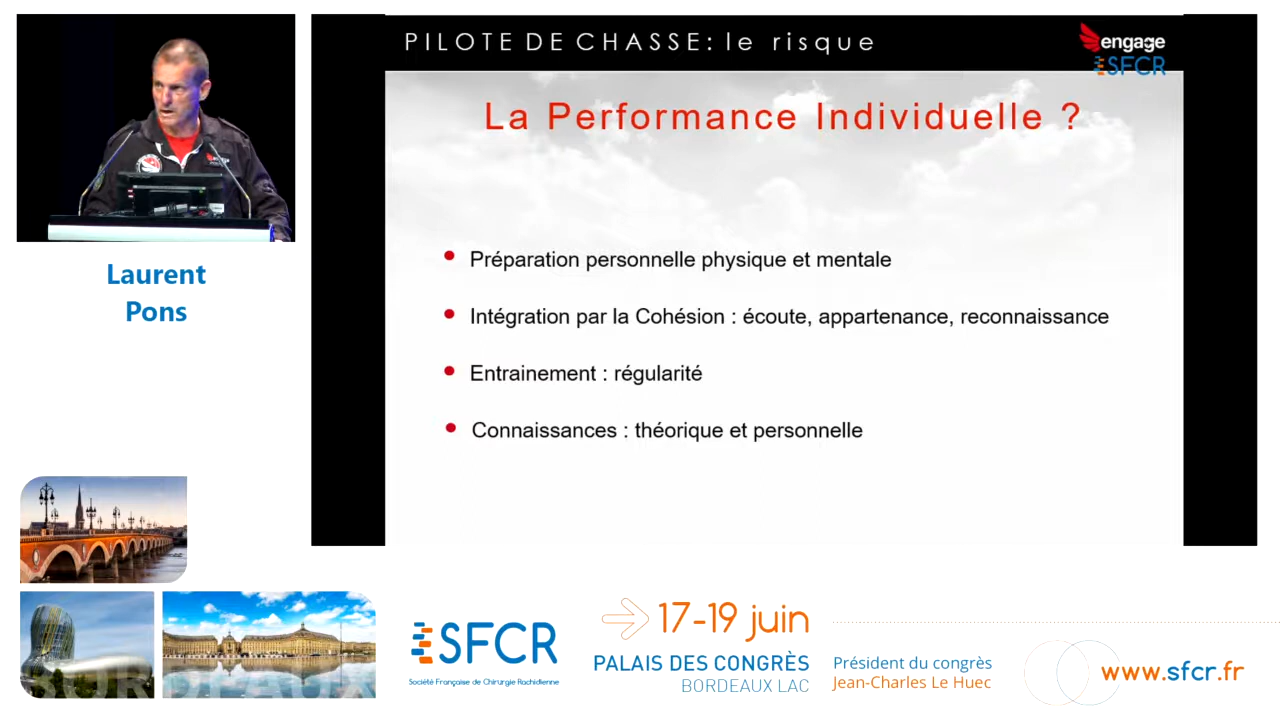 PILOTE DE CHASSE: le risque
engage
SFCR
La Performance Individuelle ?
Préparation personnelle physique et mentale
Intégration par la Cohésion : écoute, appartenance, reconnaissance
Entrainement : régularité
Connaissances : théorique et personnelle
engage
Laurent
Pons
BORDEAUX
SFCR
Société Française de Chirurgie Rachidienne
17-19 juin
PALAIS DES CONGRÈS
BORDEAUX LAC
Président du congrès
Jean-Charles Le Huec
www.sfcr.fr